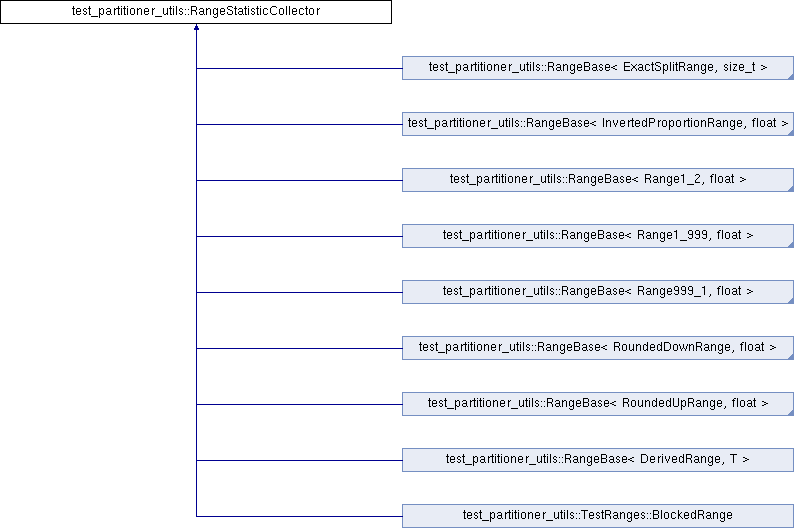 test_partitioner_utils::RangeStatisticCollector
test_partitioner_utils::RangeBase< ExactSplitRange, size_t >
test_partitioner_utils::RangeBase< InvertedProportionRange, float >
test_partitioner_utils::RangeBase< Range1_2, float >
test_partitioner_utils::RangeBase< Range1_999, float >
test_partitioner_utils::RangeBase< Range999_1, float >
test_partitioner_utils::RangeBase< RoundedDownRange, float >
test_partitioner_utils::RangeBase< RoundedUpRange, float >
test_partitioner_utils::RangeBase< DerivedRange, T >
test_partitioner_utils::TestRanges::BlockedRange